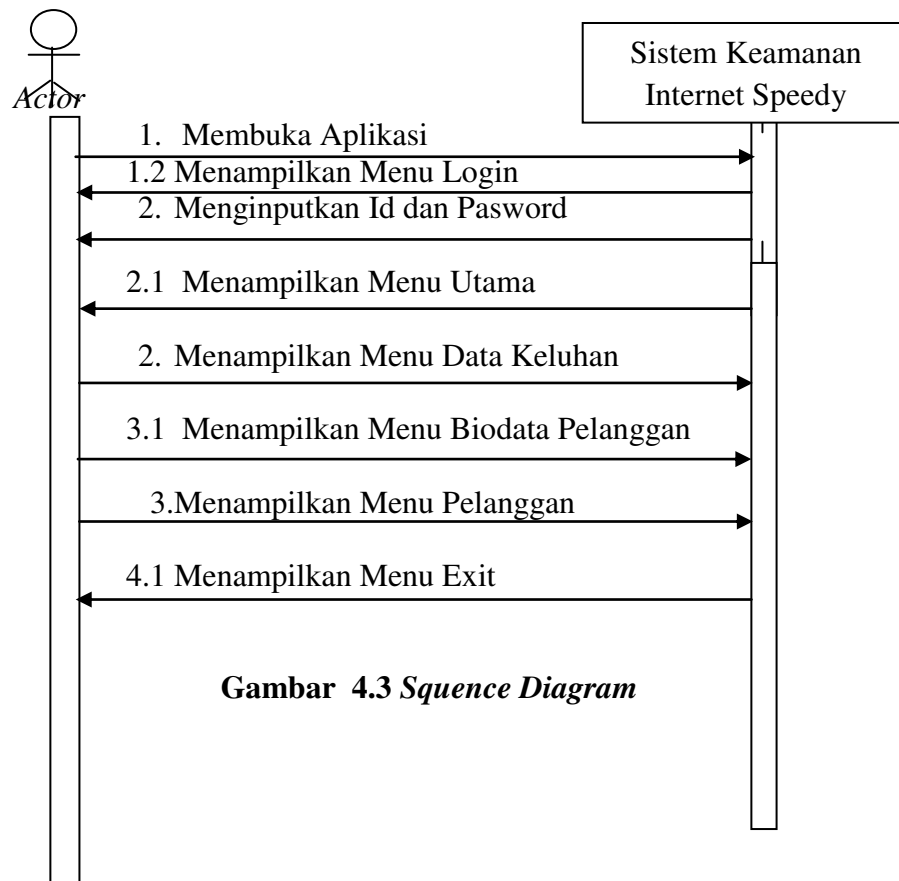 Sistem Keamanan
Internet Speedy
Actor
1. Membuka Aplikasi
1.2 Menampilkan Menu Login
2. Menginputkan Id dan Pasword
2.1 Menampilkan Menu Utama
2. Menampilkan Menu Data Keluhan
3.1 Menampilkan Menu Biodata Pelanggan
3.Menampilkan Menu Pelanggan
4.1 Menampilkan Menu Exit
Gambar 4.3 Squence Diagram